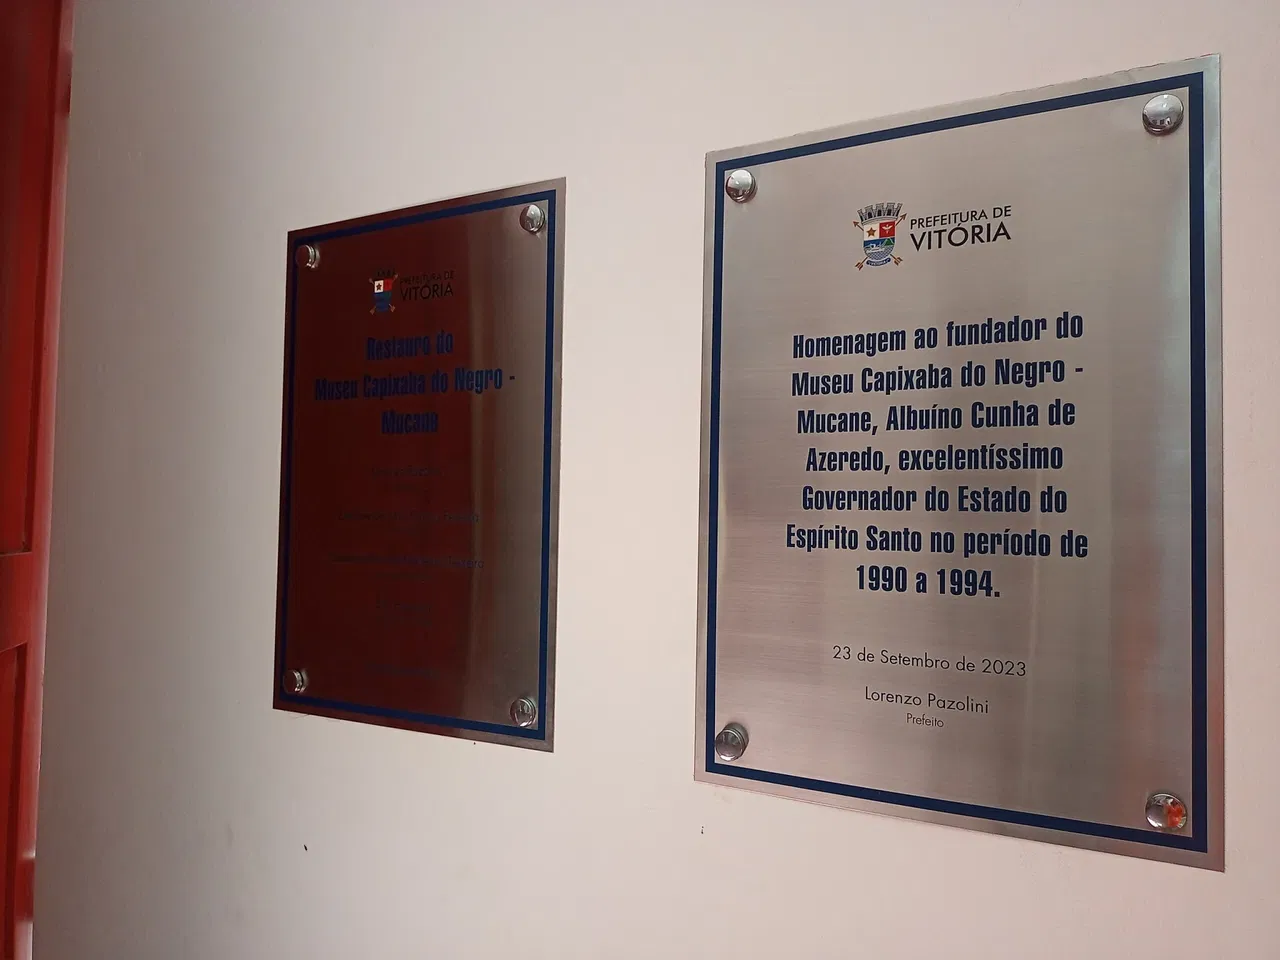 PREFEITURA DE
VITÓRIA
Restauro do
Museu Capixaba do Negro -
Mucane
PREFEITURA DE
VITÓRIA
Homenagem ao fundador do
Museu Capixaba do Negro -
Mucane, Albuíno Cunha de
Azeredo, excelentíssimo
Governador do Estado do
Espírito Santo no período de
1990 a 1994.
23 de Setembro de 2023
Lorenzo Pazolini
Prefeito